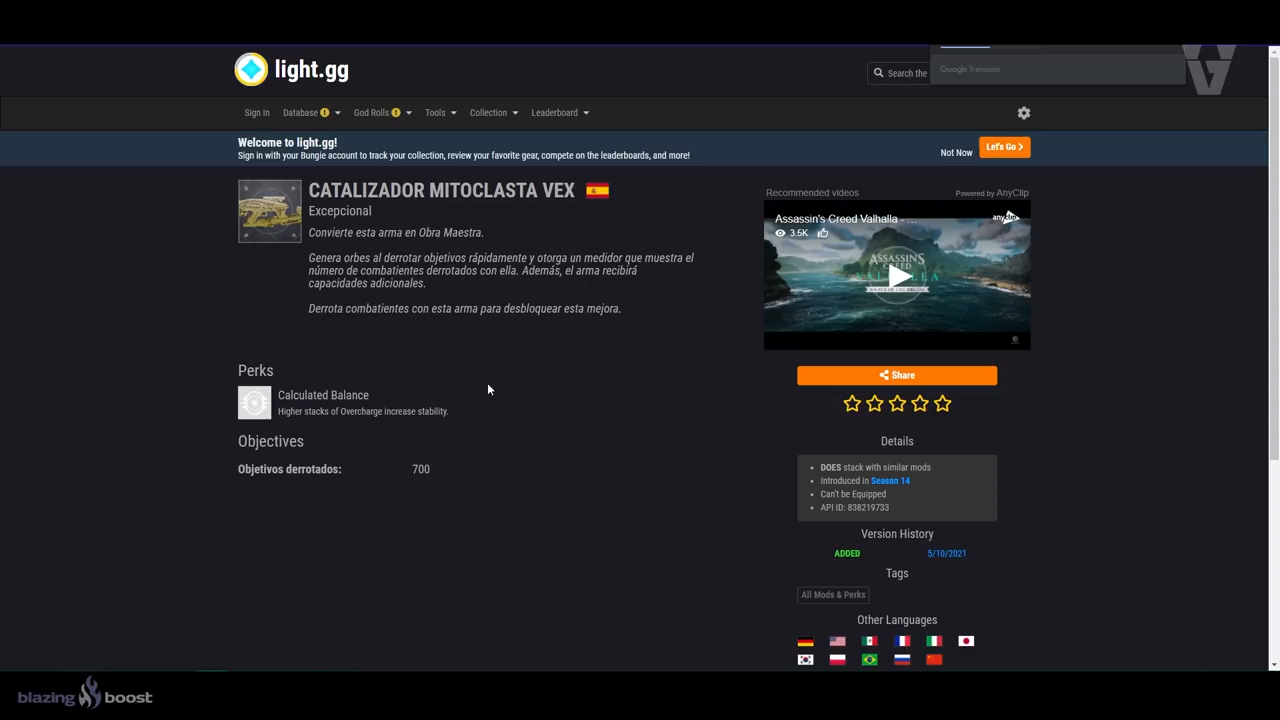 light.gg
Search the
Google Translate
Sign In
Database
God Rolls
Tools
Collection
Leaderboard
Welcome to light.gg!
Sign in with your Bungie account to track your collection, review your favorite gear, compete on the leaderboards, and more!
Not Now
Let's Go
CATALIZADOR MITOCLASTA VEX
Excepcional
Convierte esta arma en Obra Maestra.
Genera orbes al derrotar objetivos rápidamente y otorga un medidor que muestra el
número de combatientes derrotados con ella. Además, el arma recibirá
capacidades adicionales.
Derrota combatientes con esta arma para desbloquear esta mejora.
Perks
Calculated Balance
Higher stacks of Overcharge increase stability.
Objectives
Objetivos derrotados: 700
Recommended videos
Powered by AnyClip
Assassin's Creed Valhalla - ...
3.5K
ASSASSIN'S
CREED
VALHALLA
Share
Details
DOES stack with similar mods
Introduced in Season 14
Can't be Equipped
API ID: 838219733
Version History
ADDED 5/10/2021
Tags
All Mods & Perks
Other Languages
blazing boost